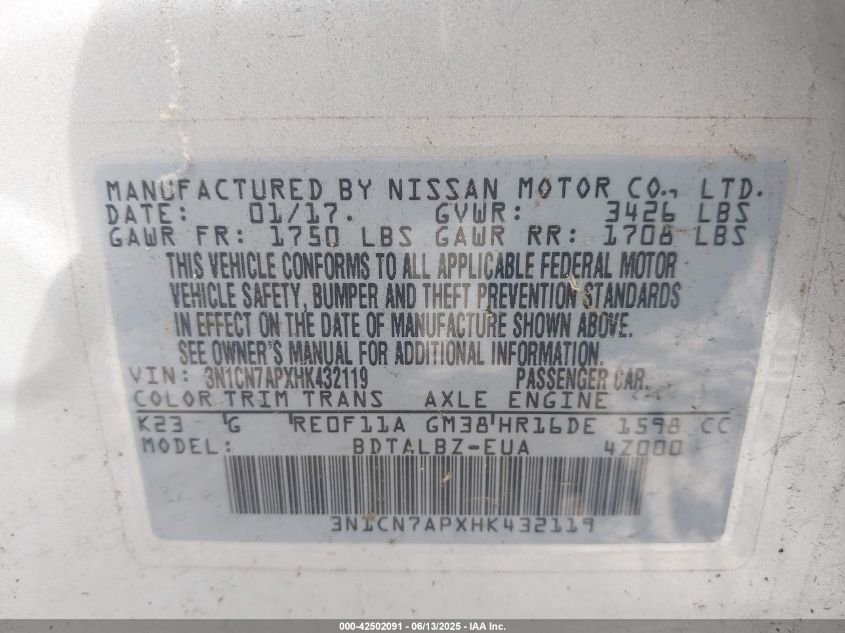 MANUFACTURED BY NISSAN MOTOR CO., LTD.
DATE: 01/17. GVWR: 3426 LBS
GAWR FR: 1750 LBS GAWR RR: 1708 LBS
THIS VEHICLE CONFORMS TO ALL APPLICABLE FEDERAL MOTOR
VEHICLE SAFETY, BUMPER AND THEFT PREVENTION STANDARDS
IN EFFECT ON THE DATE OF MANUFACTURE SHOWN ABOVE.
SEE OWNER'S MANUAL FOR ADDITIONAL INFORMATION.
VIN: 3N1CN7APXHK432119 PASSENGER CAR.
COLOR TRIM TRANS AXLE ENGINE
K23 G RE0F11A GM38 HR16DE 1598 CC
MODEL: BDTALBZ-EUA 4Z000
3N1CN7APXHK432119
000-42502091 - 06/13/2025 - IAA Inc.